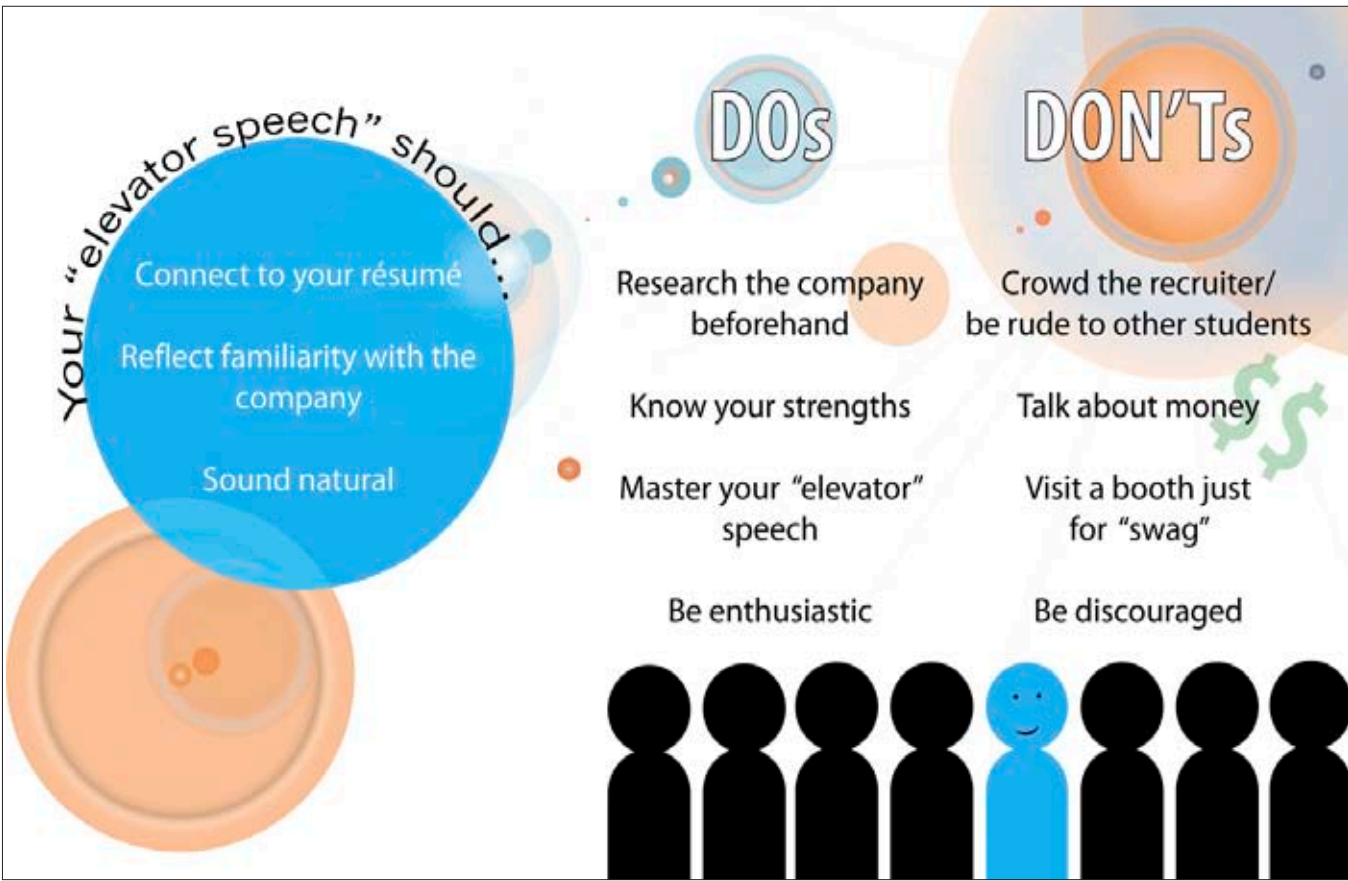 Your “elevator speech” should....
Connect to your résumé
Reflect familiarity with the
company
Sound natural
DOs
Research the company
beforehand
Know your strengths
Master your “elevator”
speech
Be enthusiastic
DON’Ts
Crowd the recruiter/
be rude to other students
Talk about money
$$
Visit a booth just
for “swag”
Be discouraged